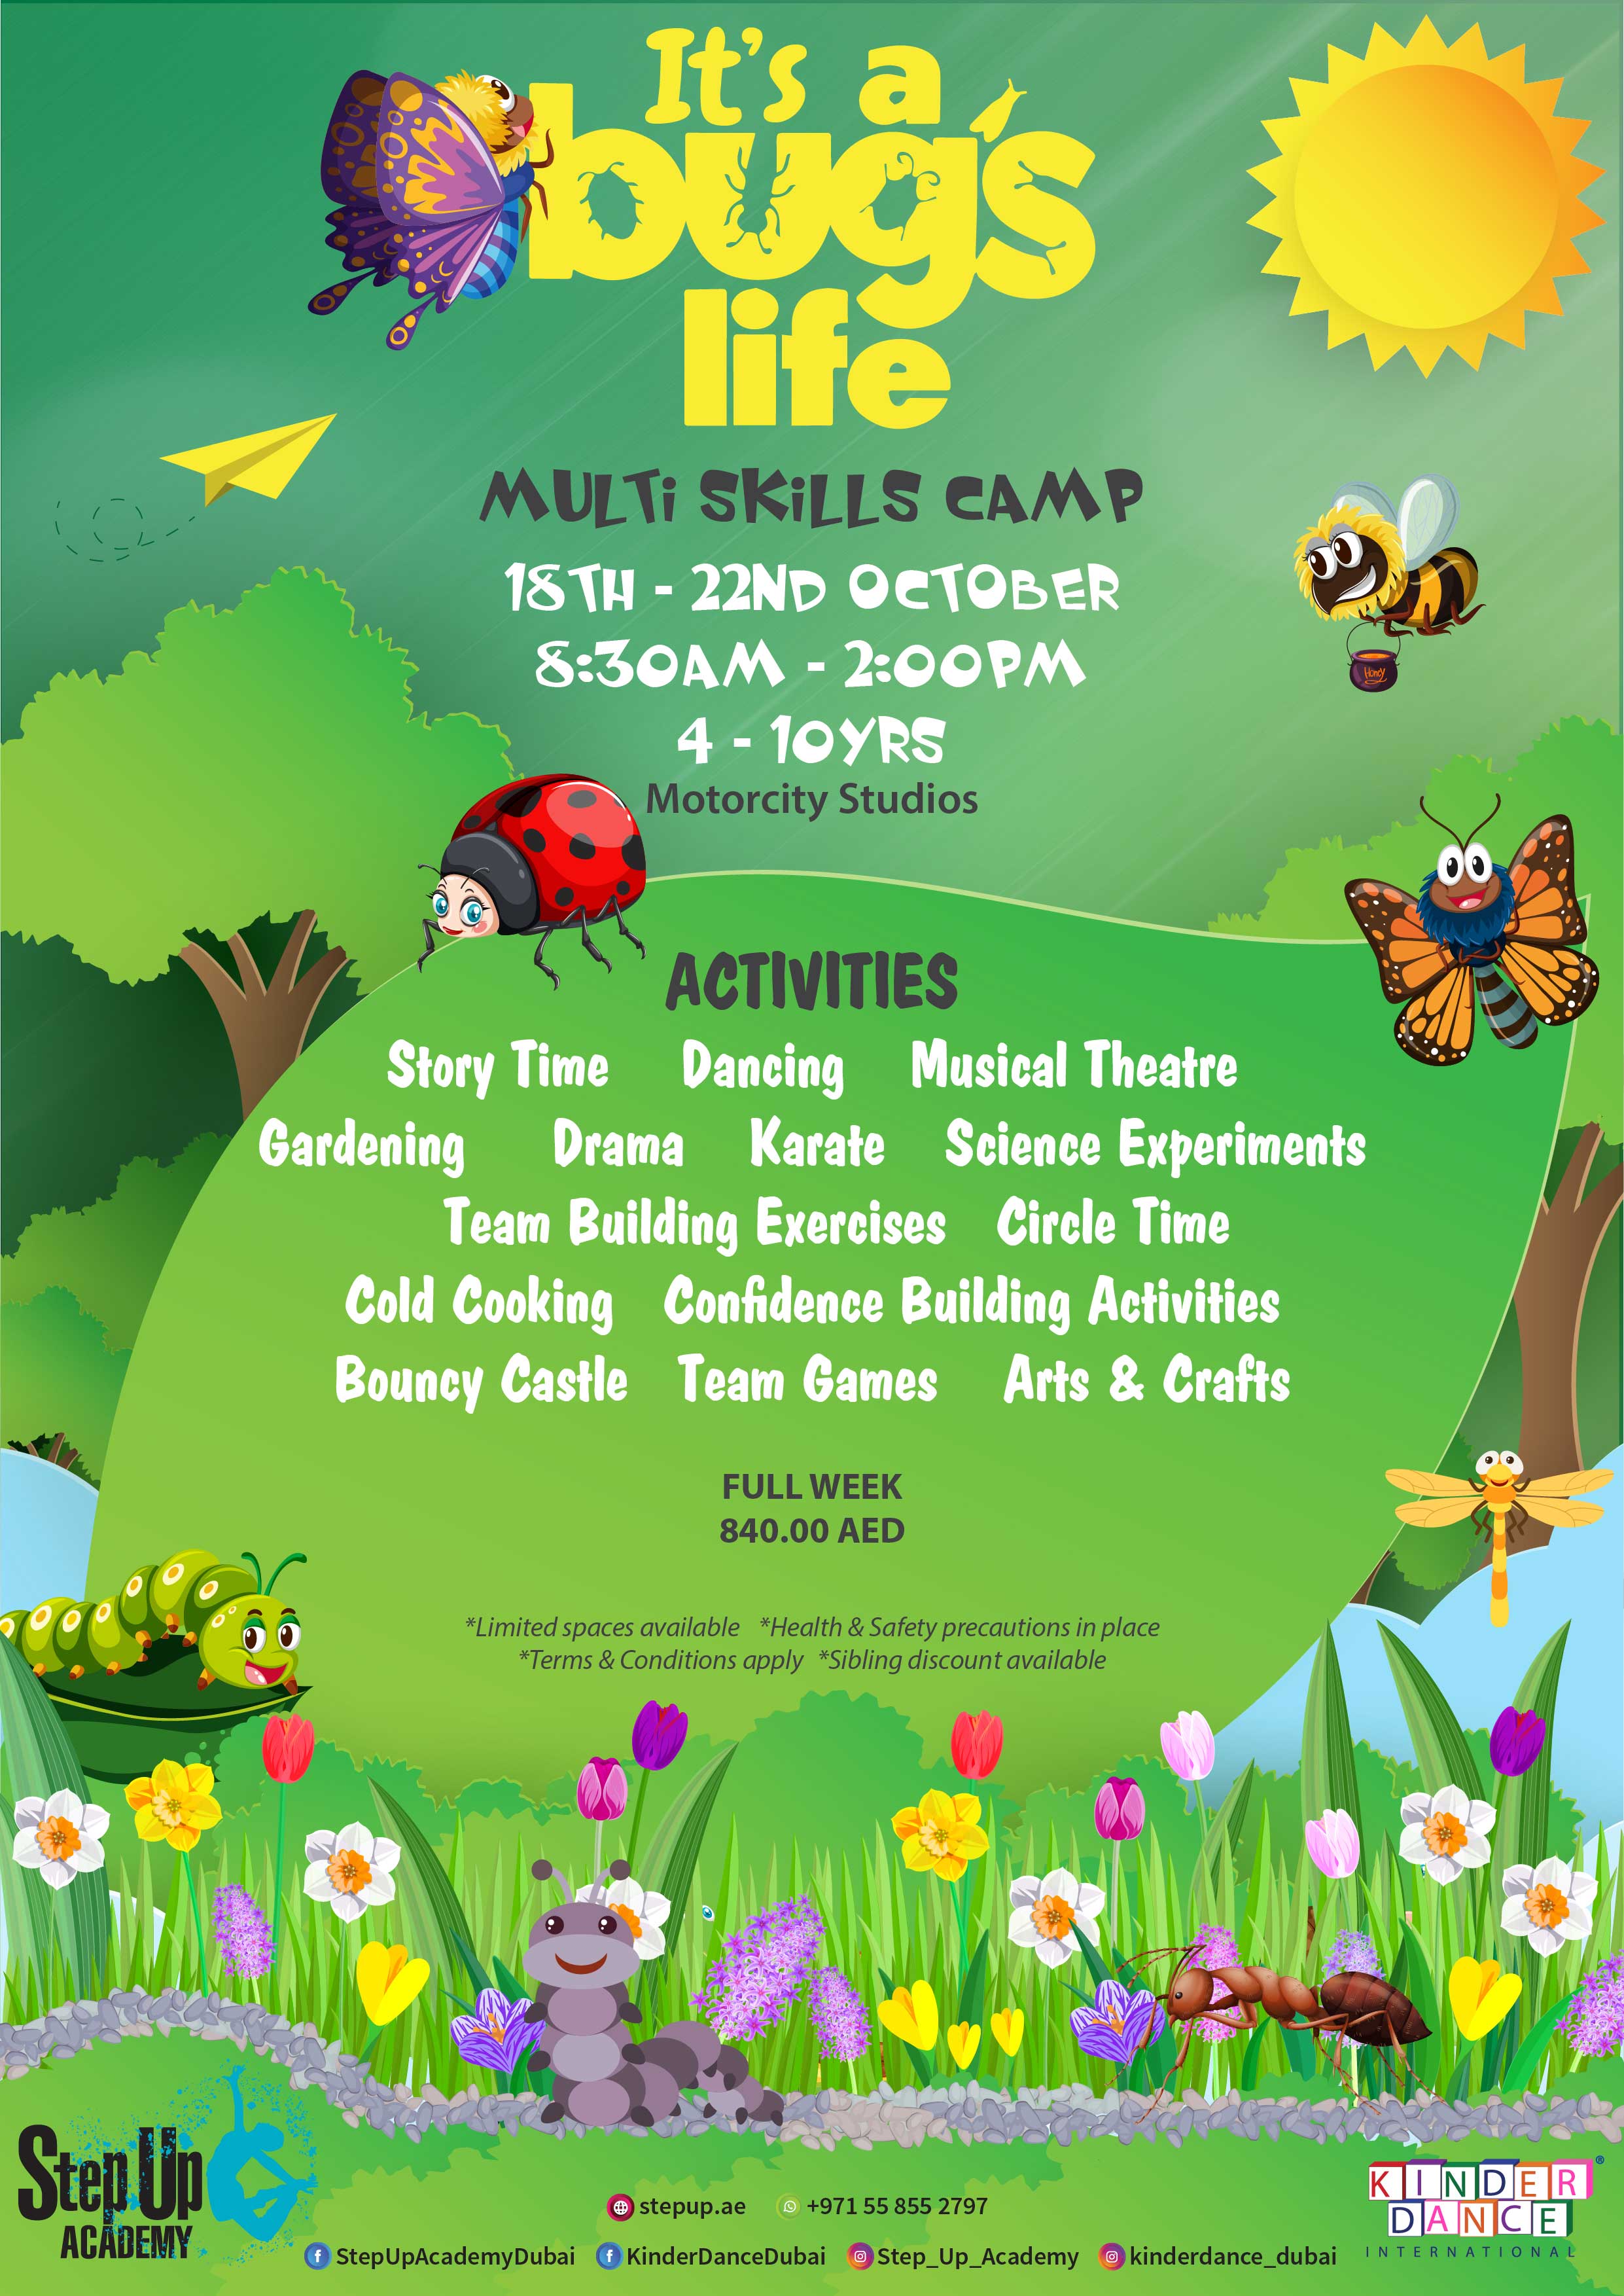 It's a
bug's
life
MULTi SKiLLS CAMP
18TH - 22ND OCTOBER
8:30AM - 2:00PM
4 - 10YRS
Motorcity Studios
ACTIVITIES
Story Time Dancing Musical Theatre
Gardening Drama Karate Science Experiments
Team Building Exercises Circle Time
Cold Cooking Confidence Building Activities
Bouncy Castle Team Games Arts & Crafts
FULL WEEK
840.00 AED
*Limited spaces available *Health & Safety precautions in place
*Terms & Conditions apply *Sibling discount available
Honey
Step Up
ACADEMY
stepup.ae +971 55 855 2797
StepUpAcademyDubai KinderDanceDubai Step_Up_Academy kinderdance_dubai
KINDER®
DANCE
INTERNATIONAL